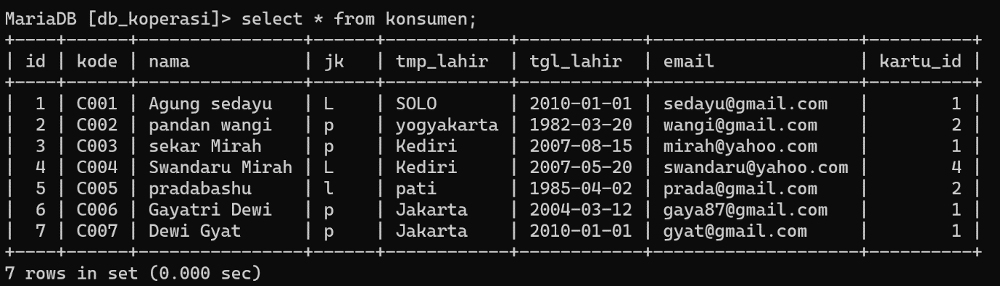 MariaDB [db_koperasi]> select * from konsumen;
+----+------+----------------+------+------------+------------+--------------------+----------+
| id | kode | nama           | jk   | tmp_lahir  | tgl_lahir  | email              | kartu_id |
+----+------+----------------+------+------------+------------+--------------------+----------+
|  1 | C001 | Agung sedayu   | L    | SOLO       | 2010-01-01 | sedayu@gmail.com   |        1 |
|  2 | C002 | pandan wangi   | p    | yogyakarta | 1982-03-20 | wangi@gmail.com    |        2 |
|  3 | C003 | sekar Mirah    | p    | Kediri     | 2007-08-15 | mirah@yahoo.com    |        1 |
|  4 | C004 | Swandaru Mirah | L    | Kediri     | 2007-05-20 | swandaru@yahoo.com |        4 |
|  5 | C005 | pradabashu     | l    | pati       | 1985-04-02 | prada@gmail.com    |        2 |
|  6 | C006 | Gayatri Dewi   | p    | Jakarta    | 2004-03-12 | gaya87@gmail.com   |        1 |
|  7 | C007 | Dewi Gyat      | p    | Jakarta    | 2010-01-01 | gyat@gmail.com     |        1 |
+----+------+----------------+------+------------+------------+--------------------+----------+
7 rows in set (0.000 sec)